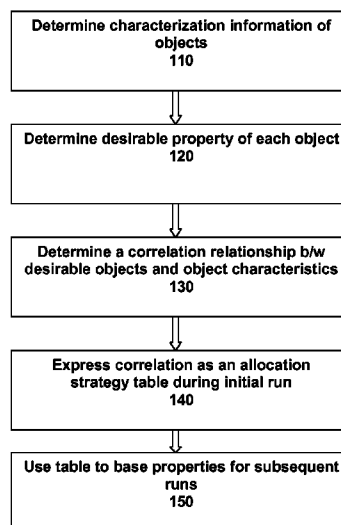 Determine characterization information of
objects
110
Determine desirable property of each object
120
Determine a correlation relationship b/w
desirable objects and object characteristics
130
Express correlation as an allocation
strategy table during initial run
140
Use table to base properties for subsequent
runs
150